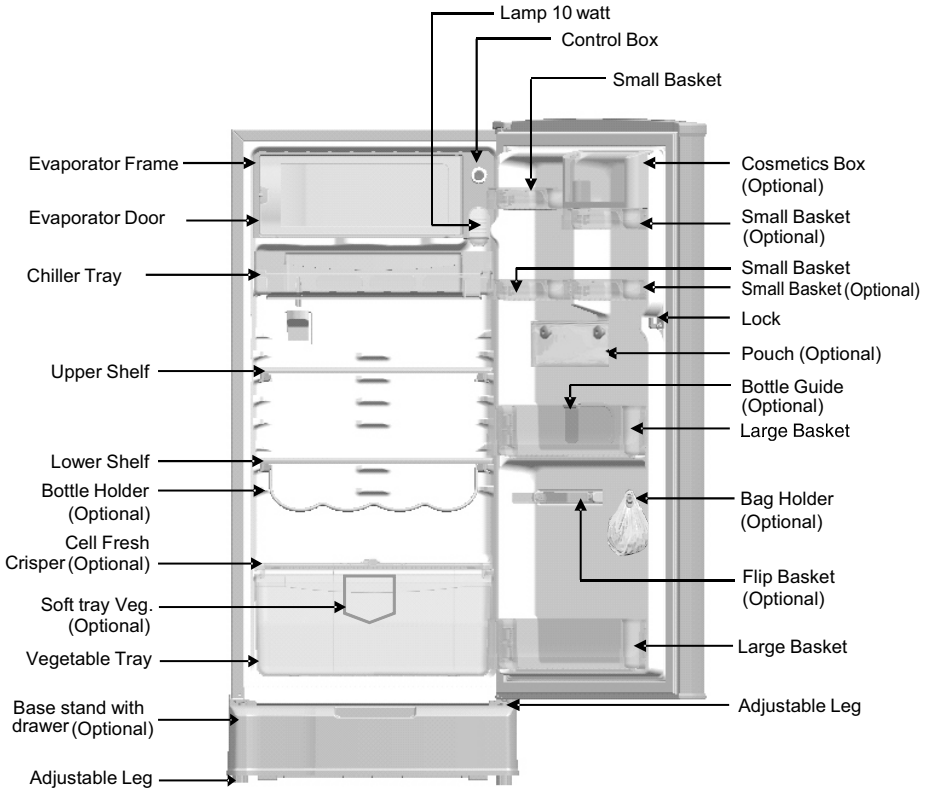 Lamp 10 watt
Control Box
Small Basket
Evaporator Frame
Evaporator Door
Chiller Tray
Upper Shelf
Lower Shelf
Bottle Holder
(Optional)
Cell Fresh
Crisper (Optional)
Soft tray Veg.
(Optional)
Vegetable Tray
Base stand with
drawer (Optional)
Adjustable Leg
Cosmetics Box
(Optional)
Small Basket
(Optional)
Small Basket
Small Basket (Optional)
Lock
Pouch (Optional)
Bottle Guide
(Optional)
Large Basket
Bag Holder
(Optional)
Flip Basket
(Optional)
Large Basket
Adjustable Leg